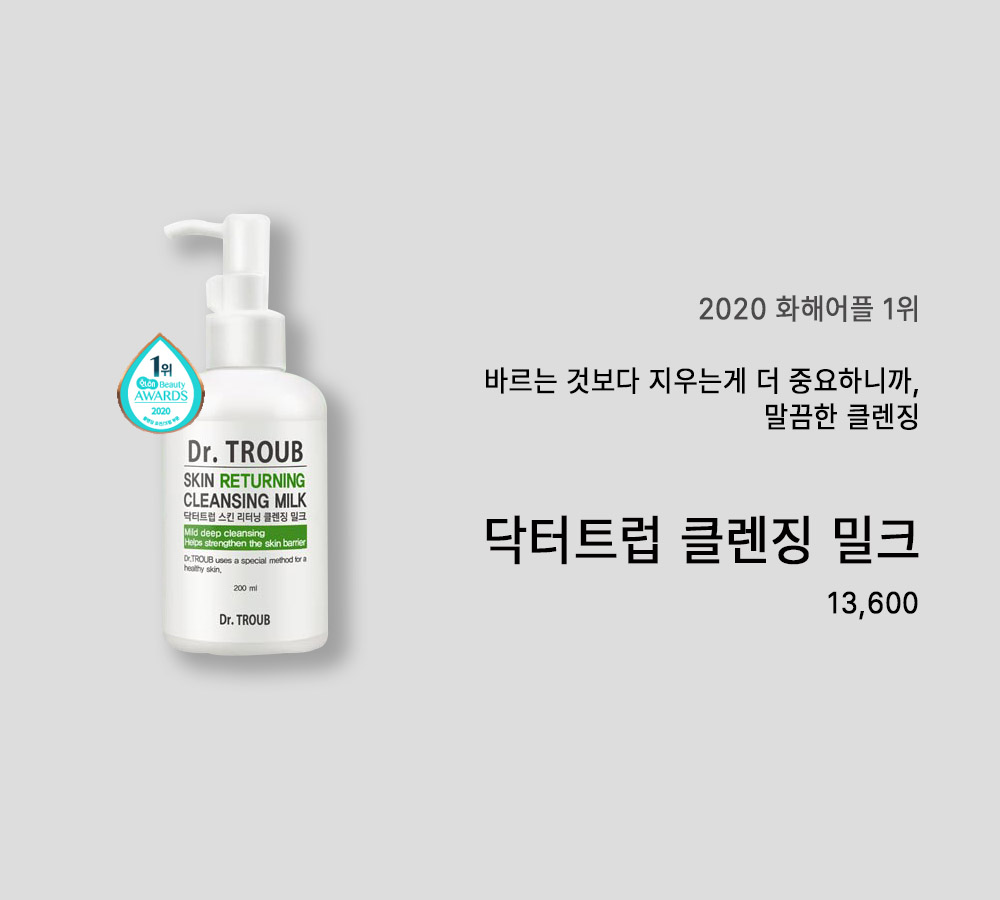 2020 화해어플 1위
바르는 것보다 지우는게 더 중요하니까,
말끔한 클렌징
닥터트럽 클렌징 밀크
13,600
1위
Beauty
AWARDS
2020
Dr. TROUB
SKIN RETURNING
CLEANSING MILK
닥터트럽 스킨 리터닝 클렌징 밀크
Mild deep cleansing
Helps strengthen the skin barrier
Dr.TROUB uses a special method for a
healthy skin,
200 ml
Dr. TROUB